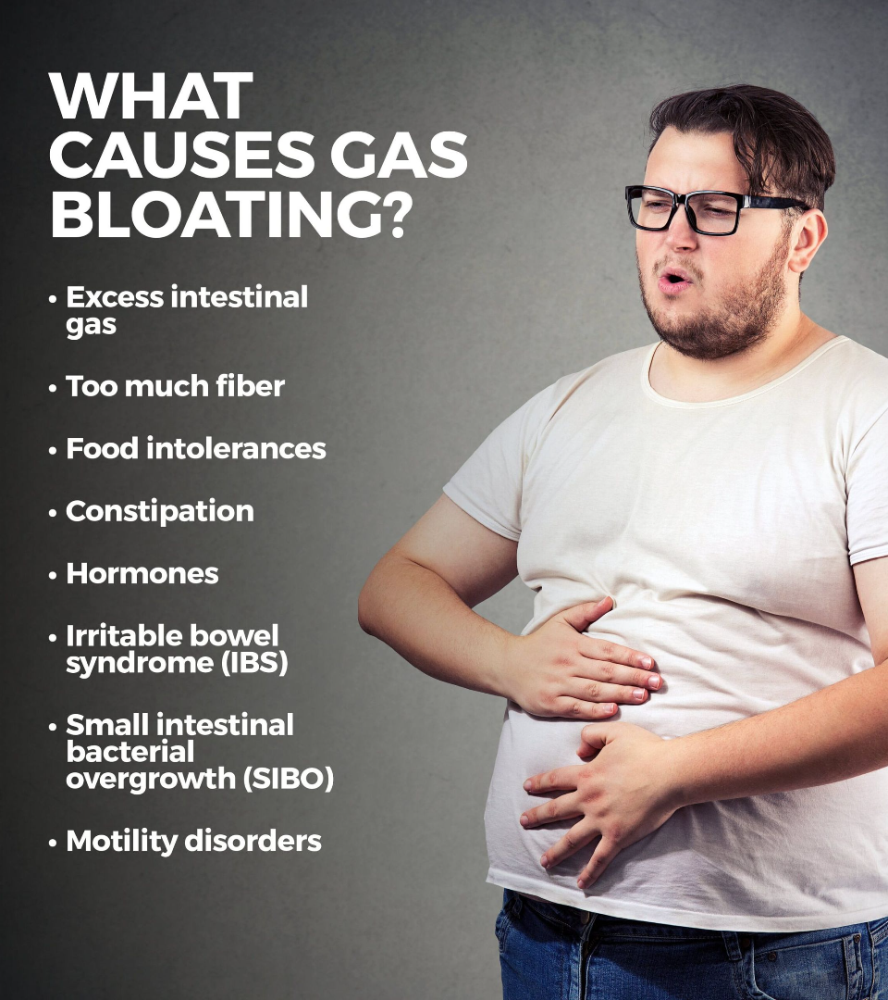 WHAT
CAUSES GAS
BLOATING?
• Excess intestinal
gas
• Too much fiber
• Food intolerances
• Constipation
• Hormones
• Irritable bowel
syndrome (IBS)
• Small intestinal
bacterial
overgrowth (SIBO)
• Motility disorders